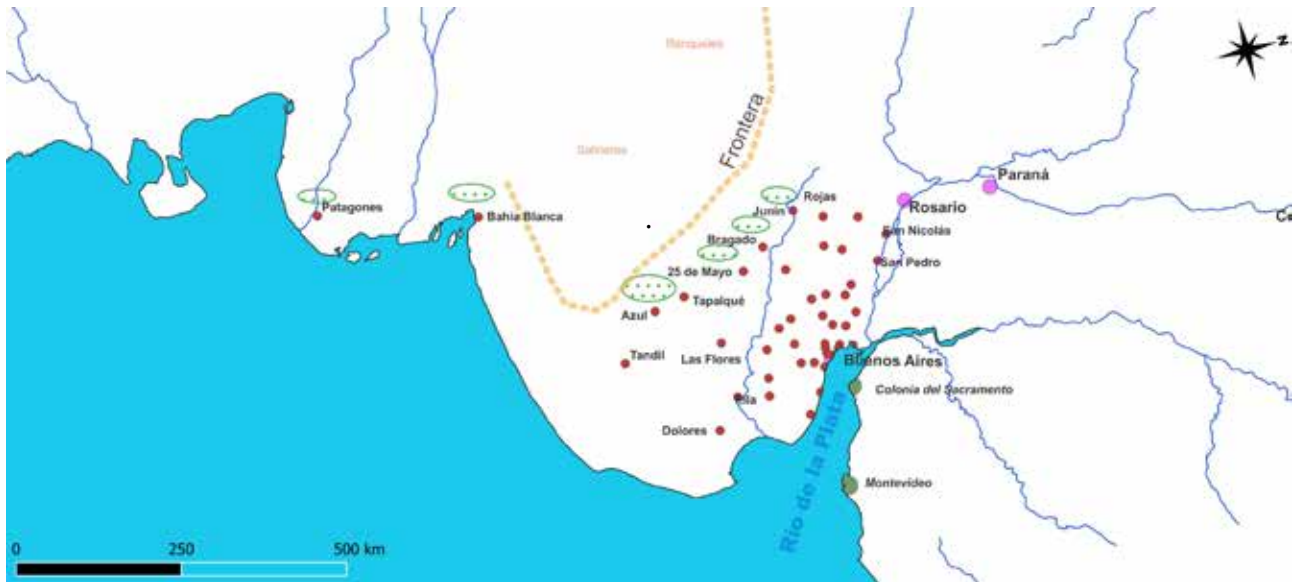 Ranqueles
Salineras
Frontera
Patagones
Bahía Blanca
Rojas
Junín
Bragado
25 de Mayo
Tapalqué
Azul
Tandil
Las Flores
Dolores
Rosario
Paraná
San Nicolás
San Pedro
Buenos Aires
Colonia del Sacramento
Montevideo
Río de la Plata
z
0 250 500 km